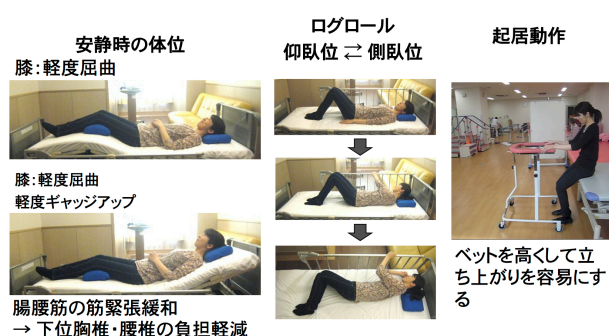 安静時の体位
膝：軽度屈曲
膝：軽度屈曲
軽度ギャッジアップ
腸腰筋の筋緊張緩和
→ 下位胸椎・腰椎の負担軽減
ログロール
仰臥位 ⇄ 側臥位
起居動作
ベットを高くして立
ち上がりを容易にす
る